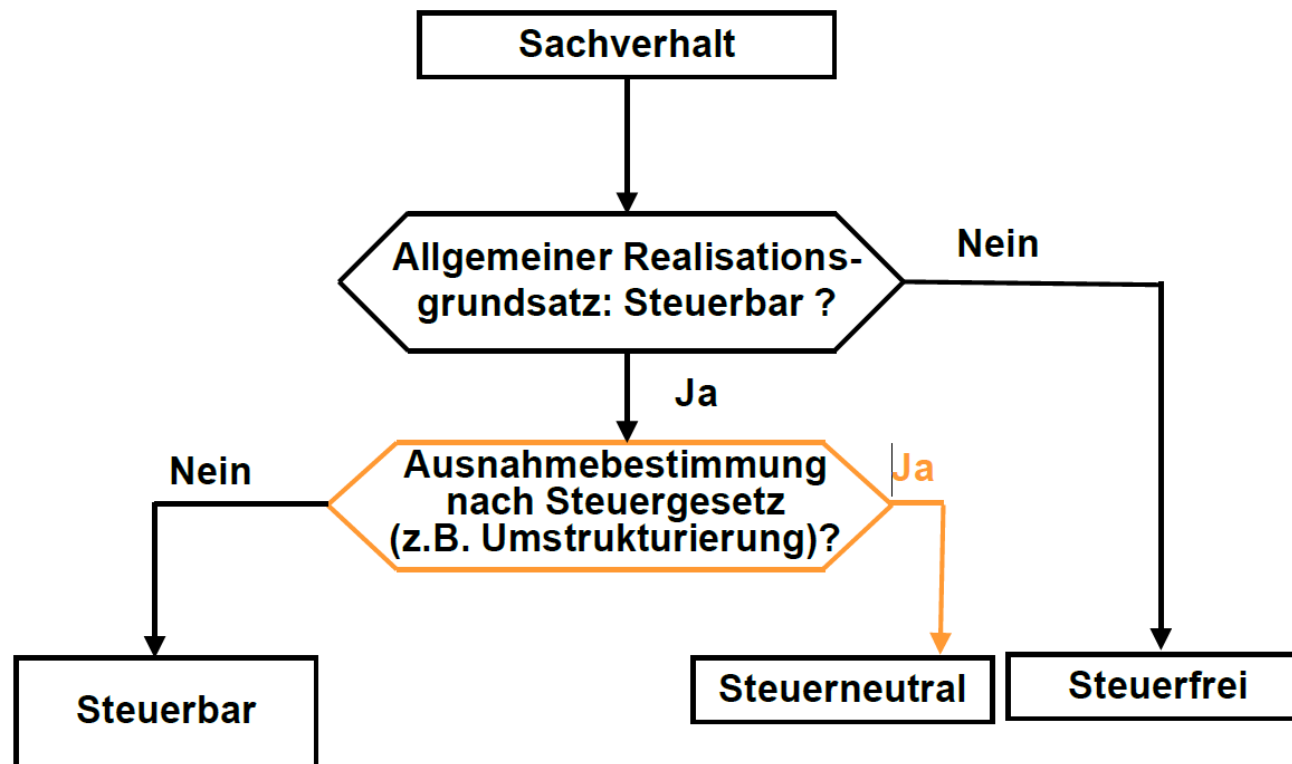 Sachverhalt
Allgemeiner Realisations-
grundsatz: Steuerbar ?
Nein
Ja
Nein
Ausnahmebestimmung
nach Steuergesetz
(z.B. Umstrukturierung)?
Ja
Steuerbar
Steuerneutral
Steuerfrei